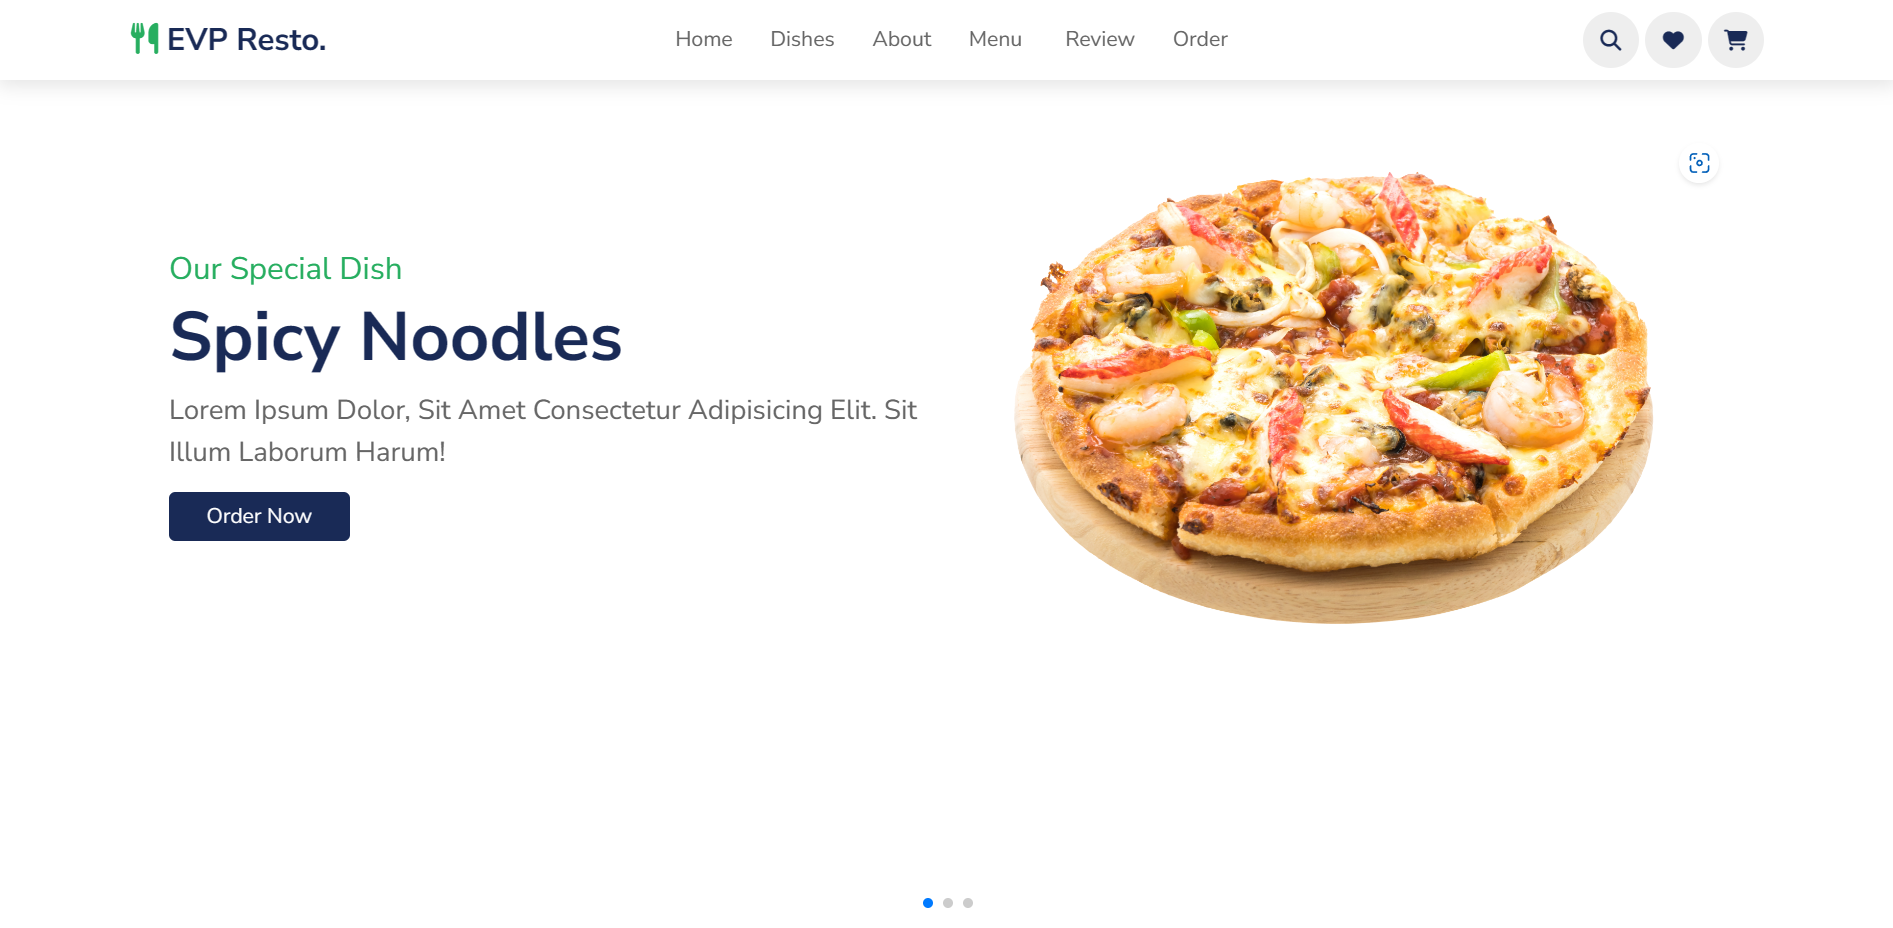 EVP Resto.
Home
Dishes
About
Menu
Review
Order
Our Special Dish
Spicy Noodles
Lorem Ipsum Dolor, Sit Amet Consectetur Adipisicing Elit. Sit
Illum Laborum Harum!
Order Now